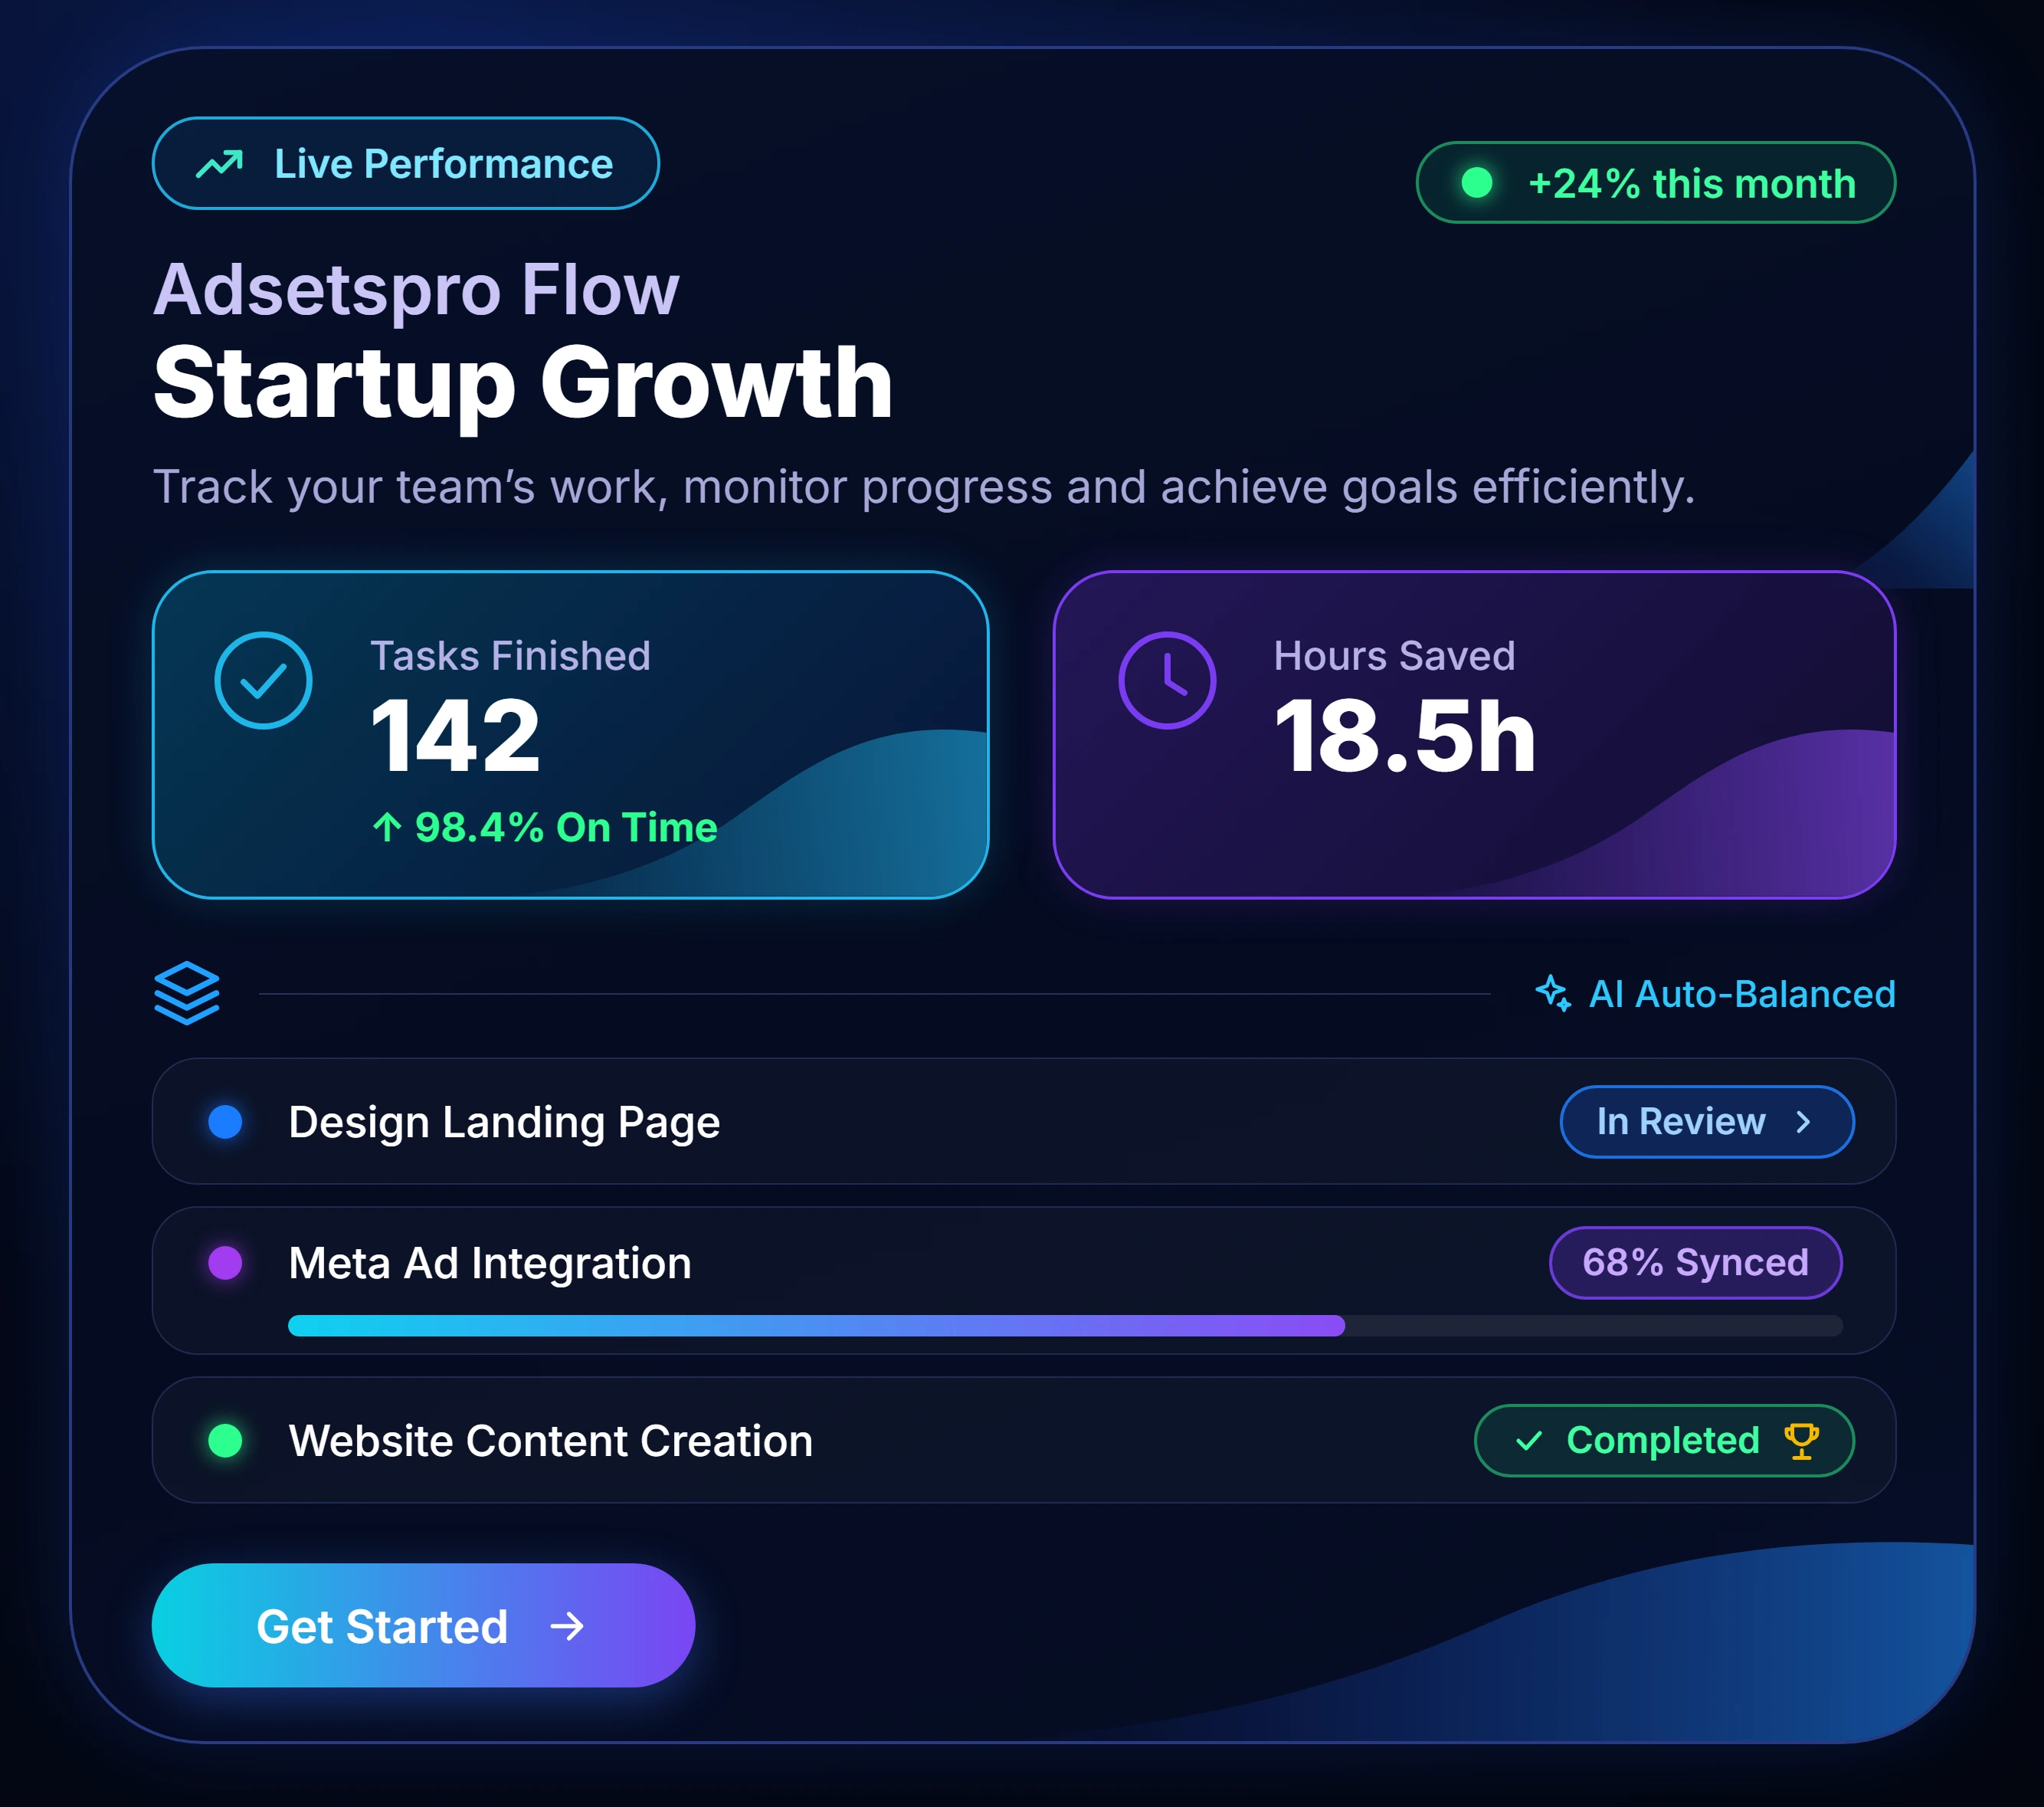 Live Performance
+24% this month
Adsetspro Flow
Startup Growth
Track your team’s work, monitor progress and achieve goals efficiently.
Tasks Finished
142
↑ 98.4% On Time
Hours Saved
18.5h
AI Auto-Balanced
Design Landing Page
In Review
Meta Ad Integration
68% Synced
Website Content Creation
Completed
Get Started →